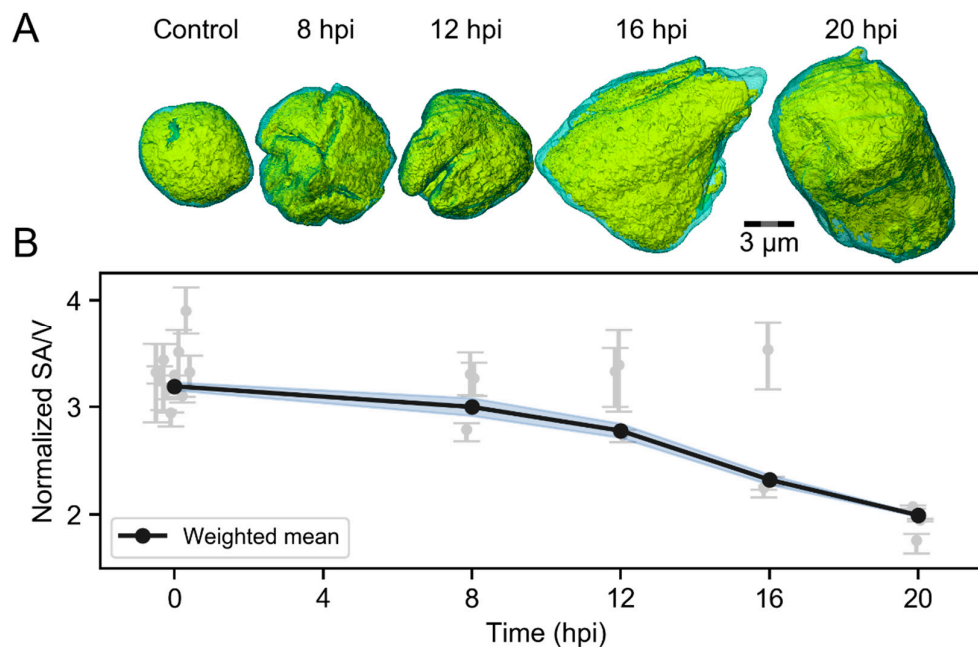 A
Control 8 hpi 12 hpi 16 hpi 20 hpi
3 µm
B
Normalized SA/V
4
3
2
Weighted mean
0 4 8 12 16 20
Time (hpi)